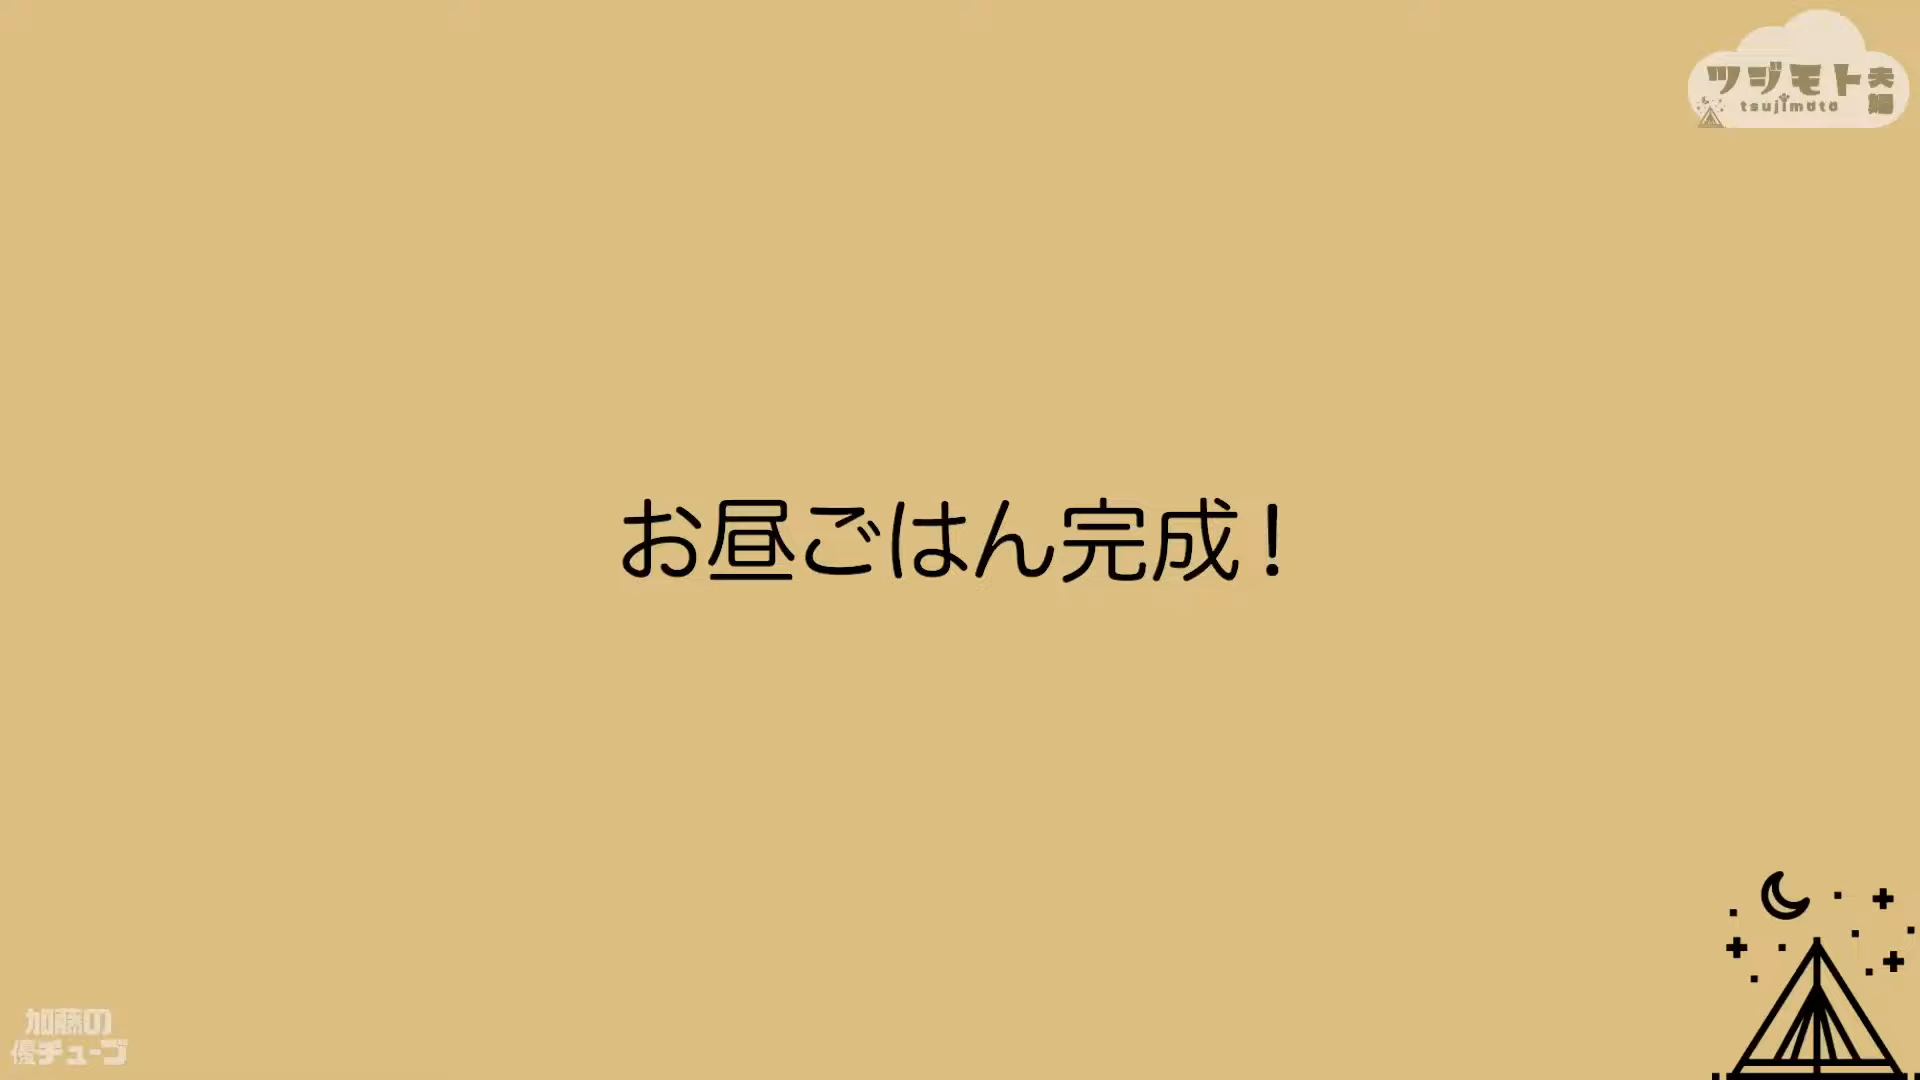 ツジモト夫婦
tsujimoto
お昼ごはん完成！
加藤の
優チューブ